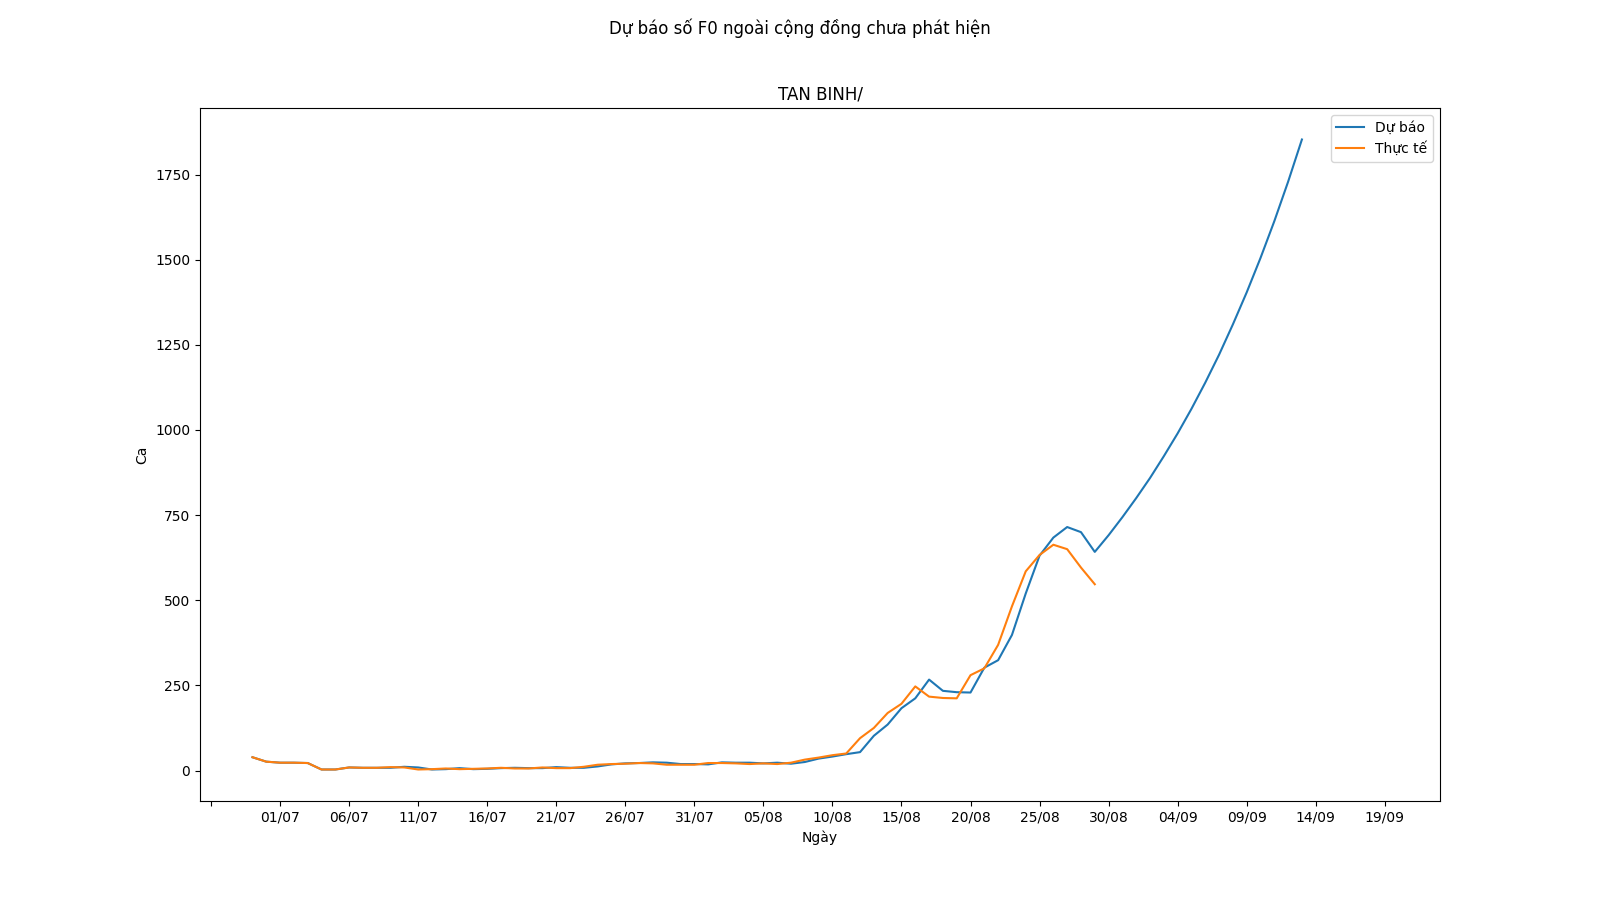 Dự báo số F0 ngoài cộng đồng chưa phát hiện
TAN BINH/
Dự báo
Thực tế
1750
1500
1250
1000
750
500
250
0
Ca
01/07 06/07 11/07 16/07 21/07 26/07 31/07 05/08 10/08 15/08 20/08 25/08 30/08 04/09 09/09 14/09 19/09
Ngày